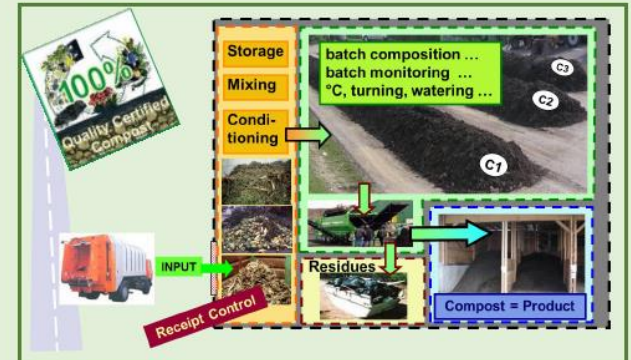 100%
Quality Certified
Compost
Storage
Mixing
Condi-
tioning
batch composition ...
batch monitoring ...
°C, turning, watering ...
C3
C2
C1
INPUT
Receipt Control
Residues
Compost = Product